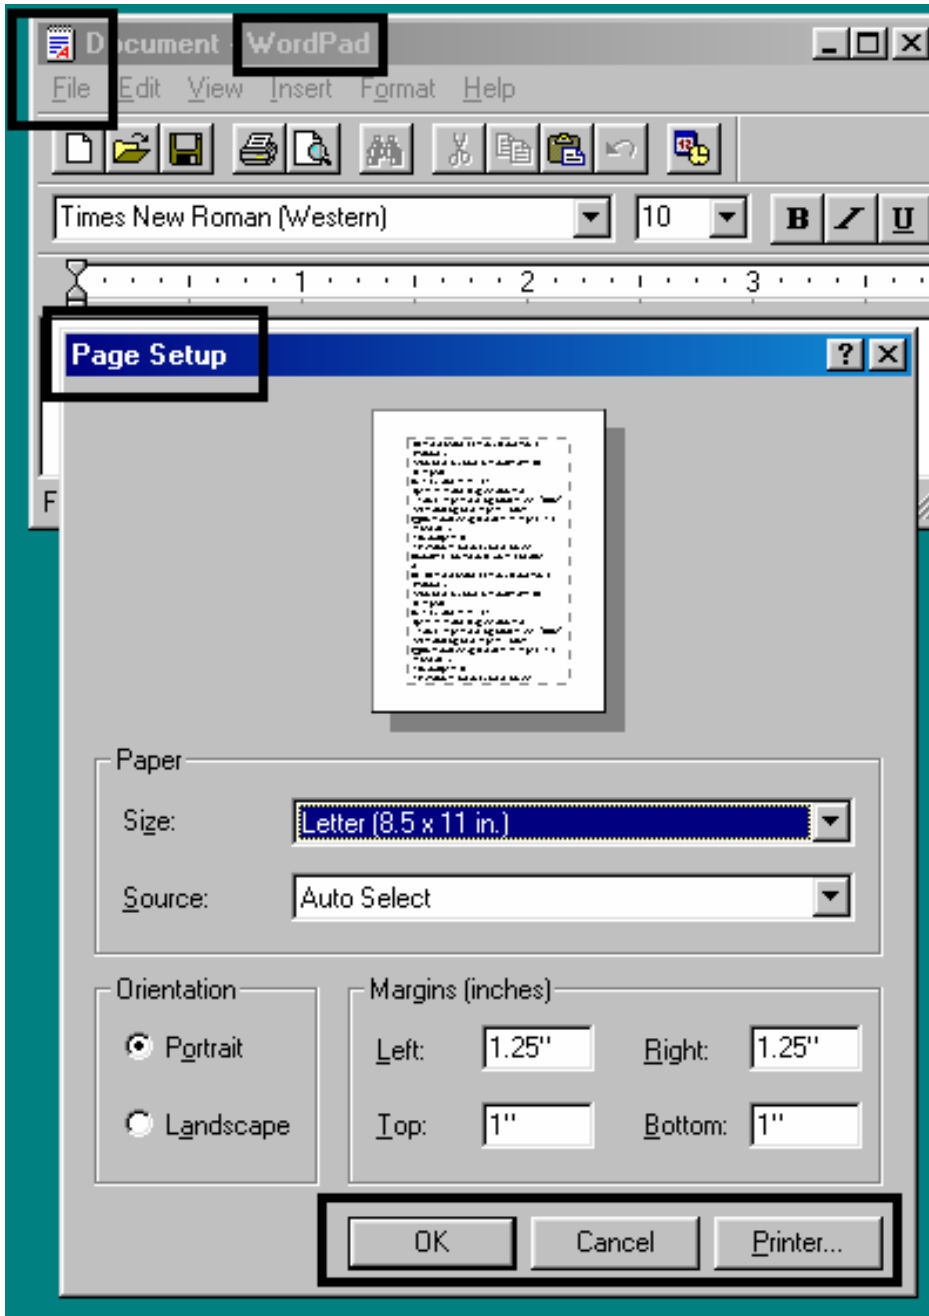 Document - WordPad
File Edit View Insert Format Help
Times New Roman (Western) 10 B I U
1 2 3
Page Setup
F
Paper
Size: Letter (8.5 x 11 in.)
Source: Auto Select
Orientation Margins (inches)
Portrait Left: 1.25" Right: 1.25"
Landscape Top: 1" Bottom: 1"
OK Cancel Printer...